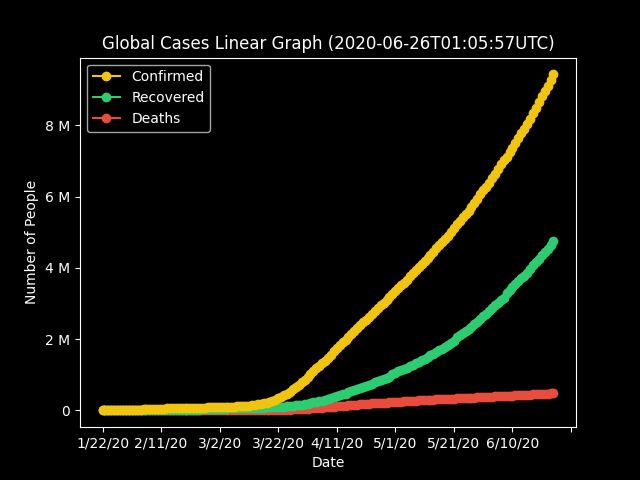 Global Cases Linear Graph (2020-06-26T01:05:57UTC)
Confirmed
Recovered
Deaths
Number of People
8 M
6 M
4 M
2 M
0
1/22/20 2/11/20 3/2/20 3/22/20 4/11/20 5/1/20 5/21/20 6/10/20
Date